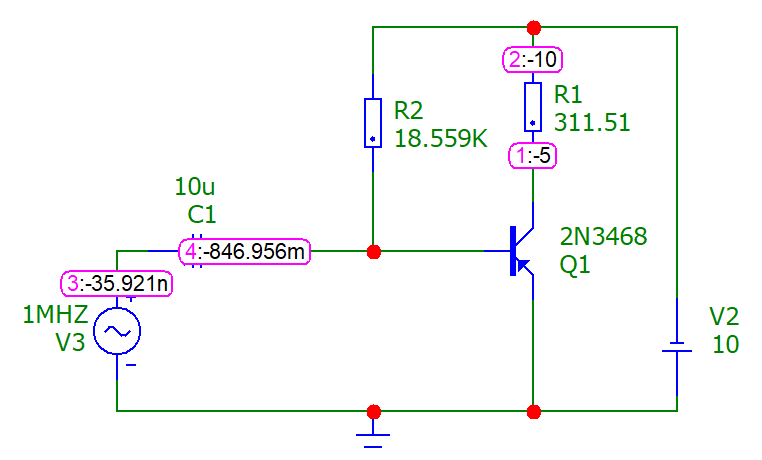 2:-10
R1
311.51
R2
18.559K
1:-5
10u
C1
4:-846.956m
2N3468
Q1
3:-35.921n
1MHZ
V3
V2
10